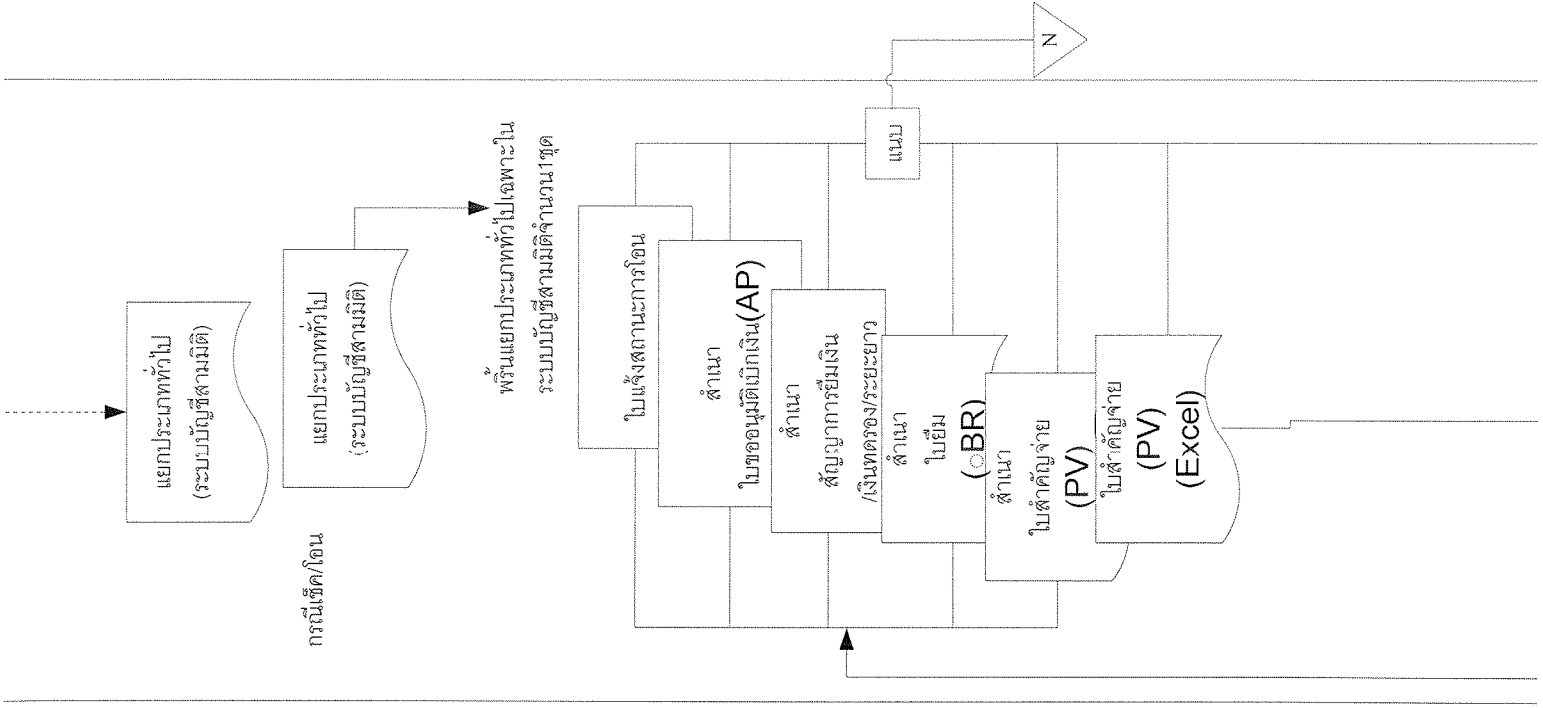 แยกประเภททั่วไป
(ระบบบัญชีสามมิติ)
กรณีเช็ค/โอน
แยกประเภททั่วไป
(ระบบบัญชีสามมิติ)
พริ้นแยกประเภททั่วไปเฉพาะใน
ระบบบัญชีสามมิติจำนวน1ชุด
ใบแจ้งสถานะการโอน
สำเนา
ใบขออนุมัติเบิกเงิน(AP)
สำเนา
สัญญาการยืมเงิน
/เงินทดรอง/ระยะยาว
สำเนา
ใบยืม
(BR)
สำเนา
ใบสำคัญจ่าย
(PV)
ใบสำคัญจ่าย
(PV)
(Excel)
แนบ
N